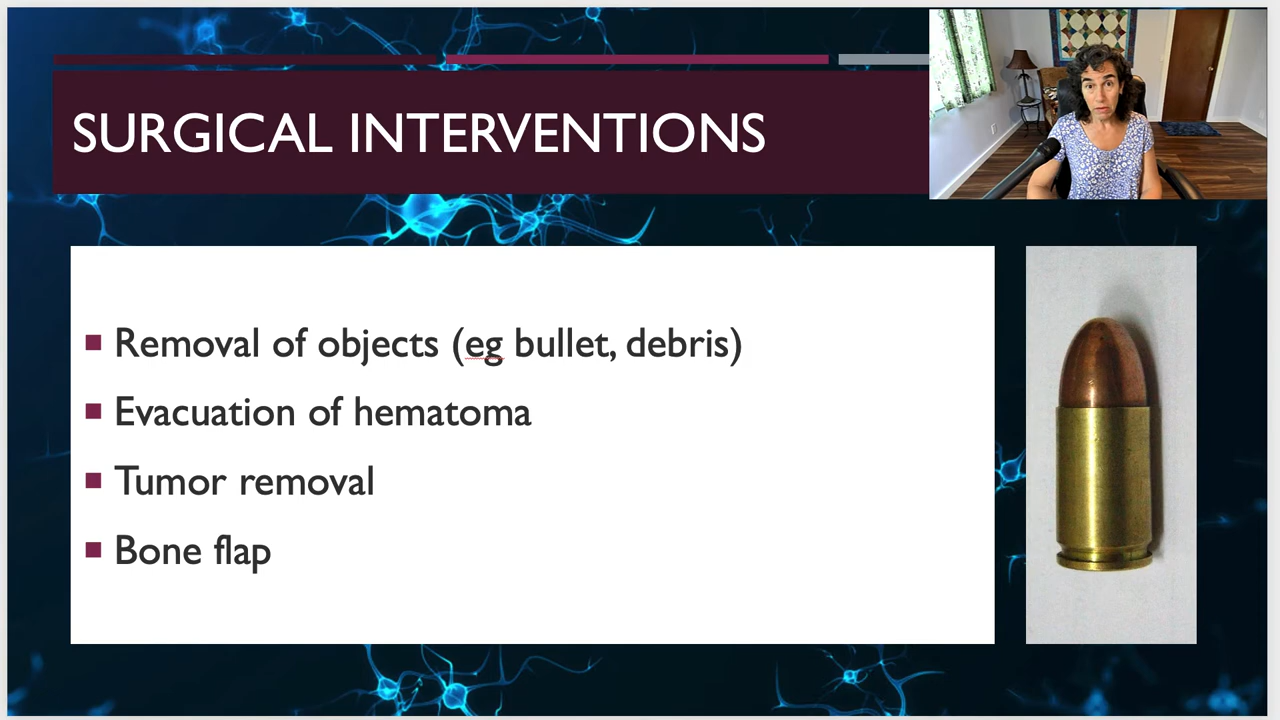 SURGICAL INTERVENTIONS
Removal of objects (eg bullet, debris)
Evacuation of hematoma
Tumor removal
Bone flap